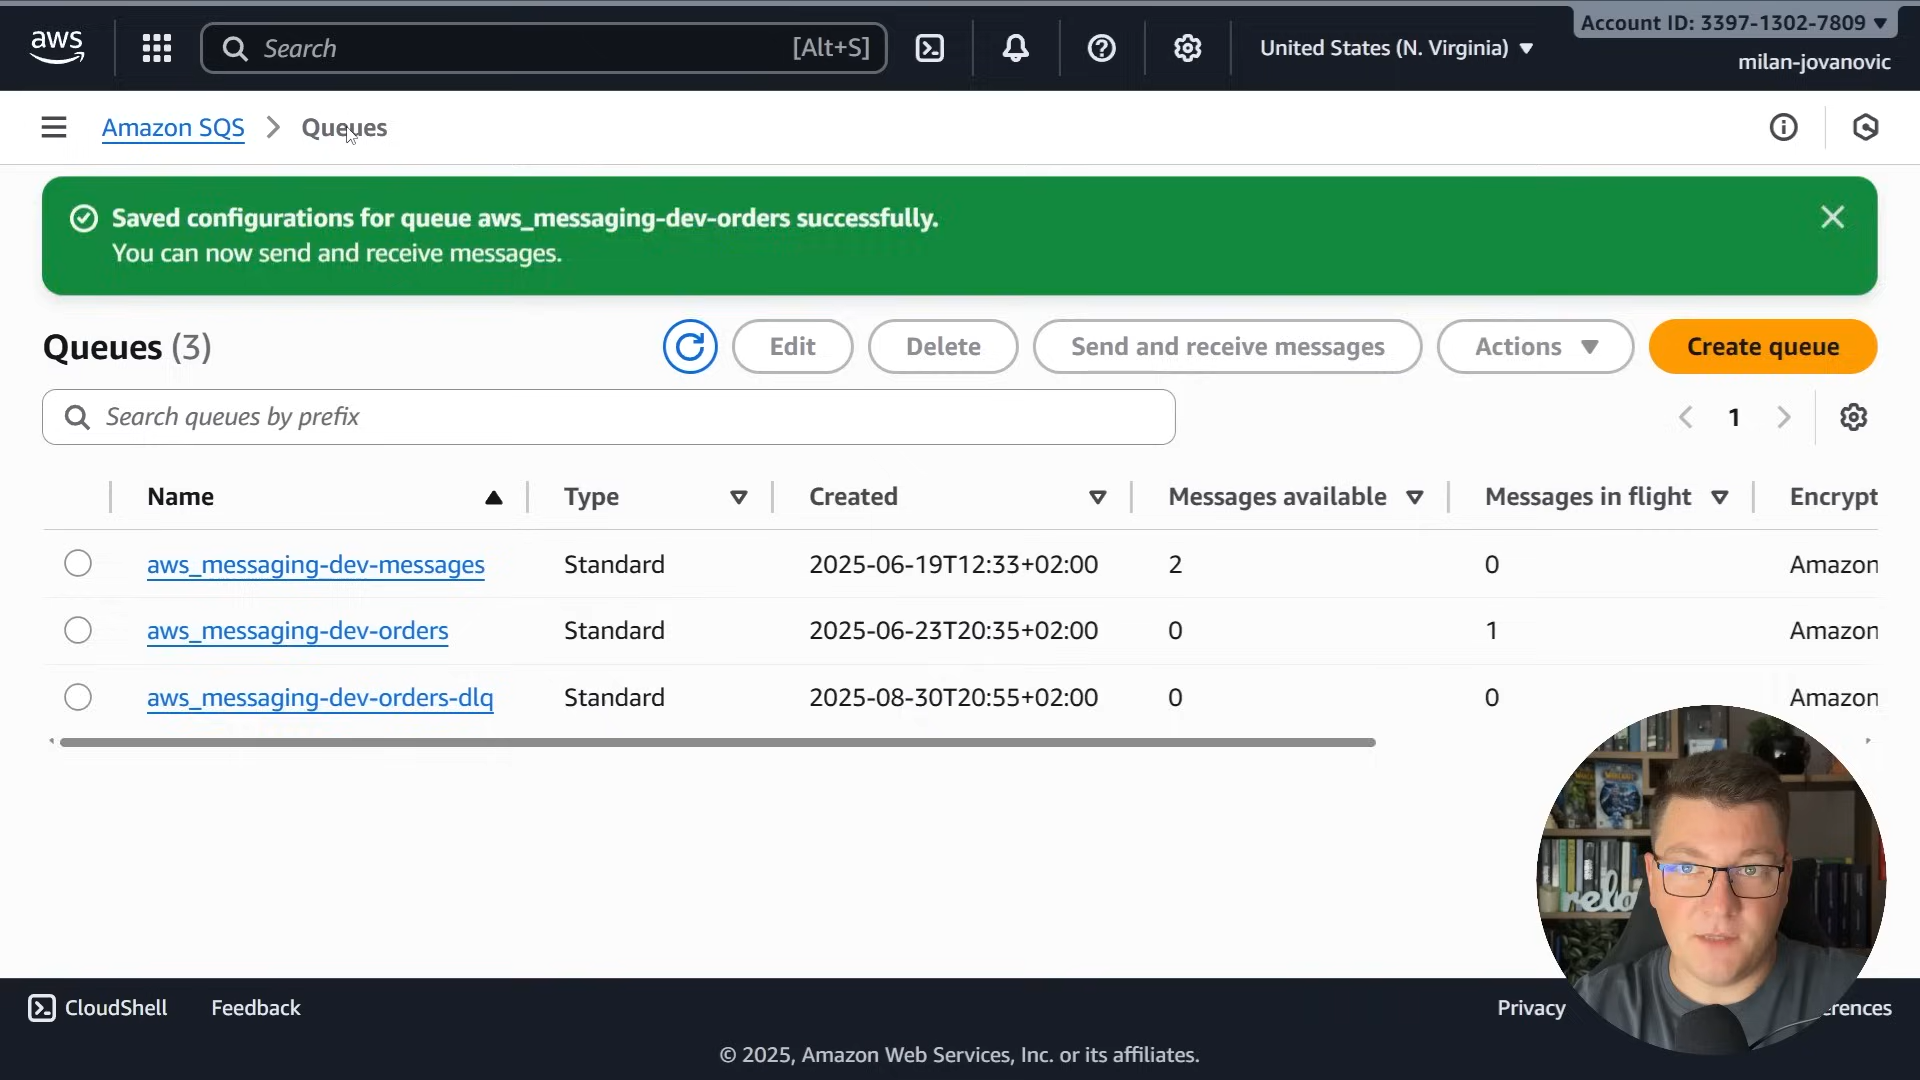 aws
Search [Alt+S]
United States (N. Virginia)
Account ID: 3397-1302-7809
milan-jovanovic
Amazon SQS > Queues
Saved configurations for queue aws_messaging-dev-orders successfully.
You can now send and receive messages.
Queues (3)
Edit
Delete
Send and receive messages
Actions
Create queue
Search queues by prefix
1
Name Type Created Messages available Messages in flight Encrypt
aws_messaging-dev-messages Standard 2025-06-19T12:33+02:00 2 0 Amazon
aws_messaging-dev-orders Standard 2025-06-23T20:35+02:00 0 1 Amazon
aws_messaging-dev-orders-dlq Standard 2025-08-30T20:55+02:00 0 0 Amazon
CloudShell Feedback Privacy erences
© 2025, Amazon Web Services, Inc. or its affiliates.